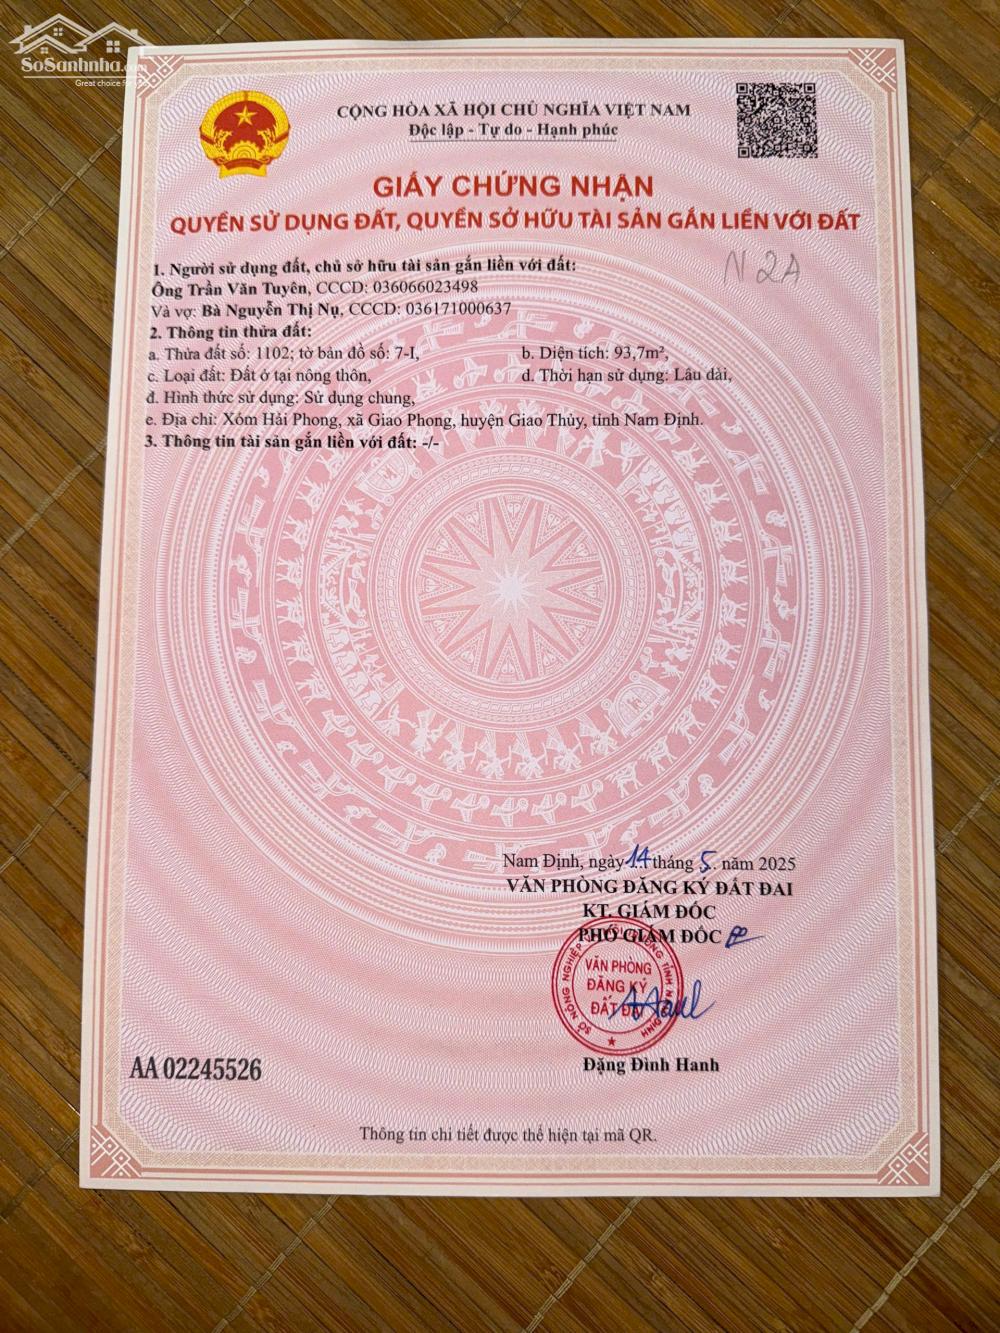 SoSanhnha.com
Great choice for
CỘNG HÒA XÃ HỘI CHỦ NGHĨA VIỆT NAM
Độc lập - Tự do - Hạnh phúc
GIẤY CHỨNG NHẬN
QUYỀN SỬ DỤNG ĐẤT, QUYỀN SỞ HỮU TÀI SẢN GẮN LIỀN VỚI ĐẤT
N 2A
1. Người sử dụng đất, chủ sở hữu tài sản gắn liền với đất:
Ông Trần Văn Tuyên, CCCD: 036066023498
Và vợ: Bà Nguyễn Thị Nụ, CCCD: 036171000637
2. Thông tin thửa đất:
a. Thửa đất số: 1102; tờ bản đồ số: 7-I, b. Diện tích: 93,7m²,
c. Loại đất: Đất ở tại nông thôn, d. Thời hạn sử dụng: Lâu dài,
đ. Hình thức sử dụng: Sử dụng chung,
e. Địa chỉ: Xóm Hải Phong, xã Giao Phong, huyện Giao Thủy, tỉnh Nam Định.
3. Thông tin tài sản gắn liền với đất: -/-
Nam Định, ngày 14 tháng 5 năm 2025
VĂN PHÒNG ĐĂNG KÝ ĐẤT ĐAI
KT. GIÁM ĐỐC
PHÓ GIÁM ĐỐC
VĂN PHÒNG
ĐĂNG KÝ
ĐẤT ĐAI
Đặng Đình Hanh
AA 02245526
Thông tin chi tiết được thể hiện tại mã QR.